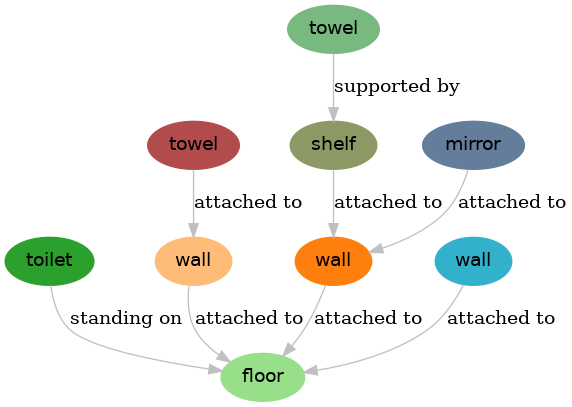 towel
supported by
towel
shelf
mirror
attached to
attached to
attached to
toilet
wall
wall
wall
standing on
attached to
attached to
attached to
floor